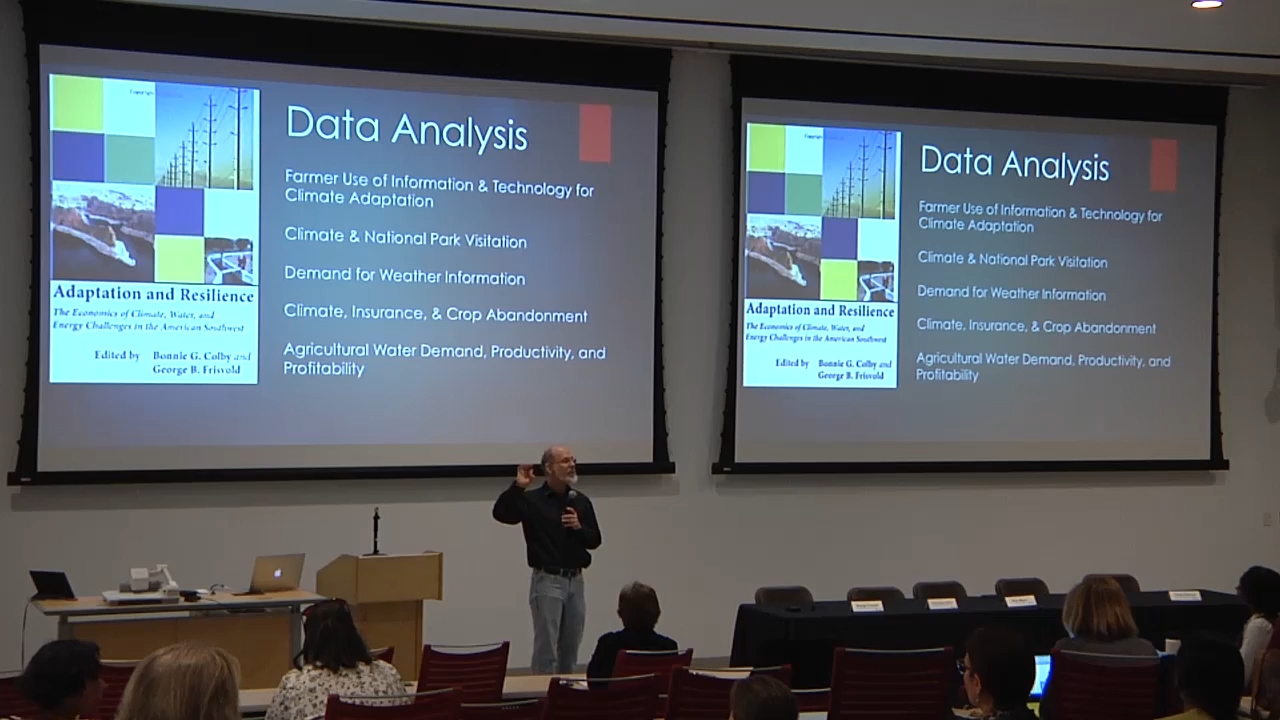 Data Analysis
Farmer Use of Information & Technology for
Climate Adaptation
Climate & National Park Visitation
Demand for Weather Information
Climate, Insurance, & Crop Abandonment
Agricultural Water Demand, Productivity, and
Profitability
Adaptation and Resilience
The Economics of Climate, Water, and
Energy Challenges in the American Southwest
Edited by Bonnie G. Colby and
George B. Frisvold
Data Analysis
Farmer Use of Information & Technology for
Climate Adaptation
Climate & National Park Visitation
Demand for Weather Information
Climate, Insurance, & Crop Abandonment
Agricultural Water Demand, Productivity, and
Profitability
Adaptation and Resilience
The Economics of Climate, Water, and
Energy Challenges in the American Southwest
Edited by Bonnie G. Colby and
George B. Frisvold